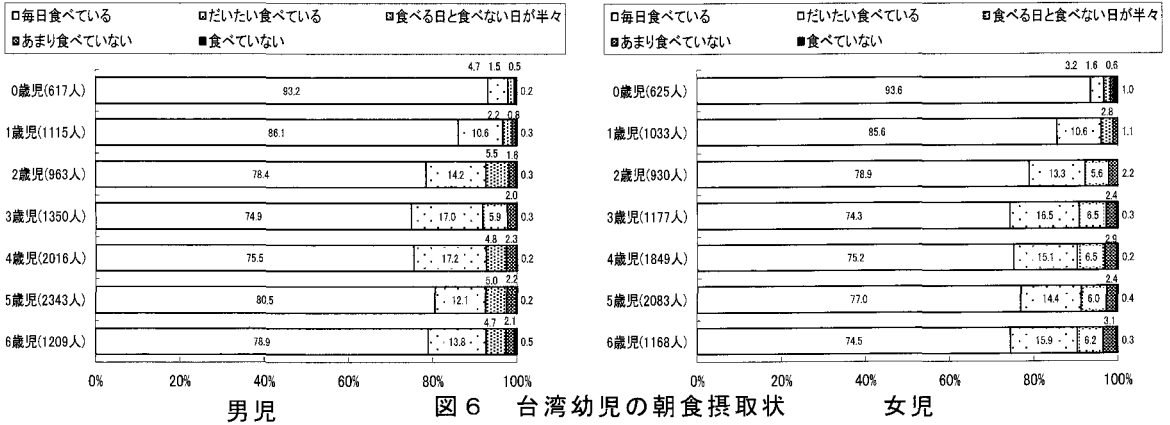 □毎日食べている □だいたい食べている □食べる日と食べない日が半々
■あまり食べていない ■食べていない
4.7 1.5 0.5
0歳児(617人) 93.2 0.2
2.2 0.8
1歳児(1115人) 86.1 10.6 0.3
5.5 1.6
2歳児(963人) 78.4 14.2 0.3
2.0
3歳児(1350人) 74.9 17.0 5.9 0.3
4.8 2.3
4歳児(2016人) 75.5 17.2 0.2
5.0 2.2
5歳児(2343人) 80.5 12.1 0.2
4.7 2.1
6歳児(1209人) 78.9 13.8 0.5
0% 20% 40% 60% 80% 100%
男児
□毎日食べている □だいたい食べている □食べる日と食べない日が半々
■あまり食べていない ■食べていない
3.2 1.6 0.6
0歳児(625人) 93.6 1.0
2.8
1歳児(1033人) 85.6 10.6 1.1
2歳児(930人) 78.9 13.3 5.6 2.2
2.4
3歳児(1177人) 74.3 16.5 6.5 0.3
2.9
4歳児(1849人) 75.2 15.1 6.5 0.2
2.4
5歳児(2083人) 77.0 14.4 6.0 0.4
3.1
6歳児(1168人) 74.5 15.9 6.2 0.3
0% 20% 40% 60% 80% 100%
女児
図6 台湾幼児の朝食摂取状